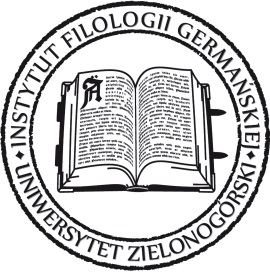 INSTYTUT FILOLOGII GERMAŃSKIEJ
UNIWERSYTET ZIELONOGÓRSKI
A